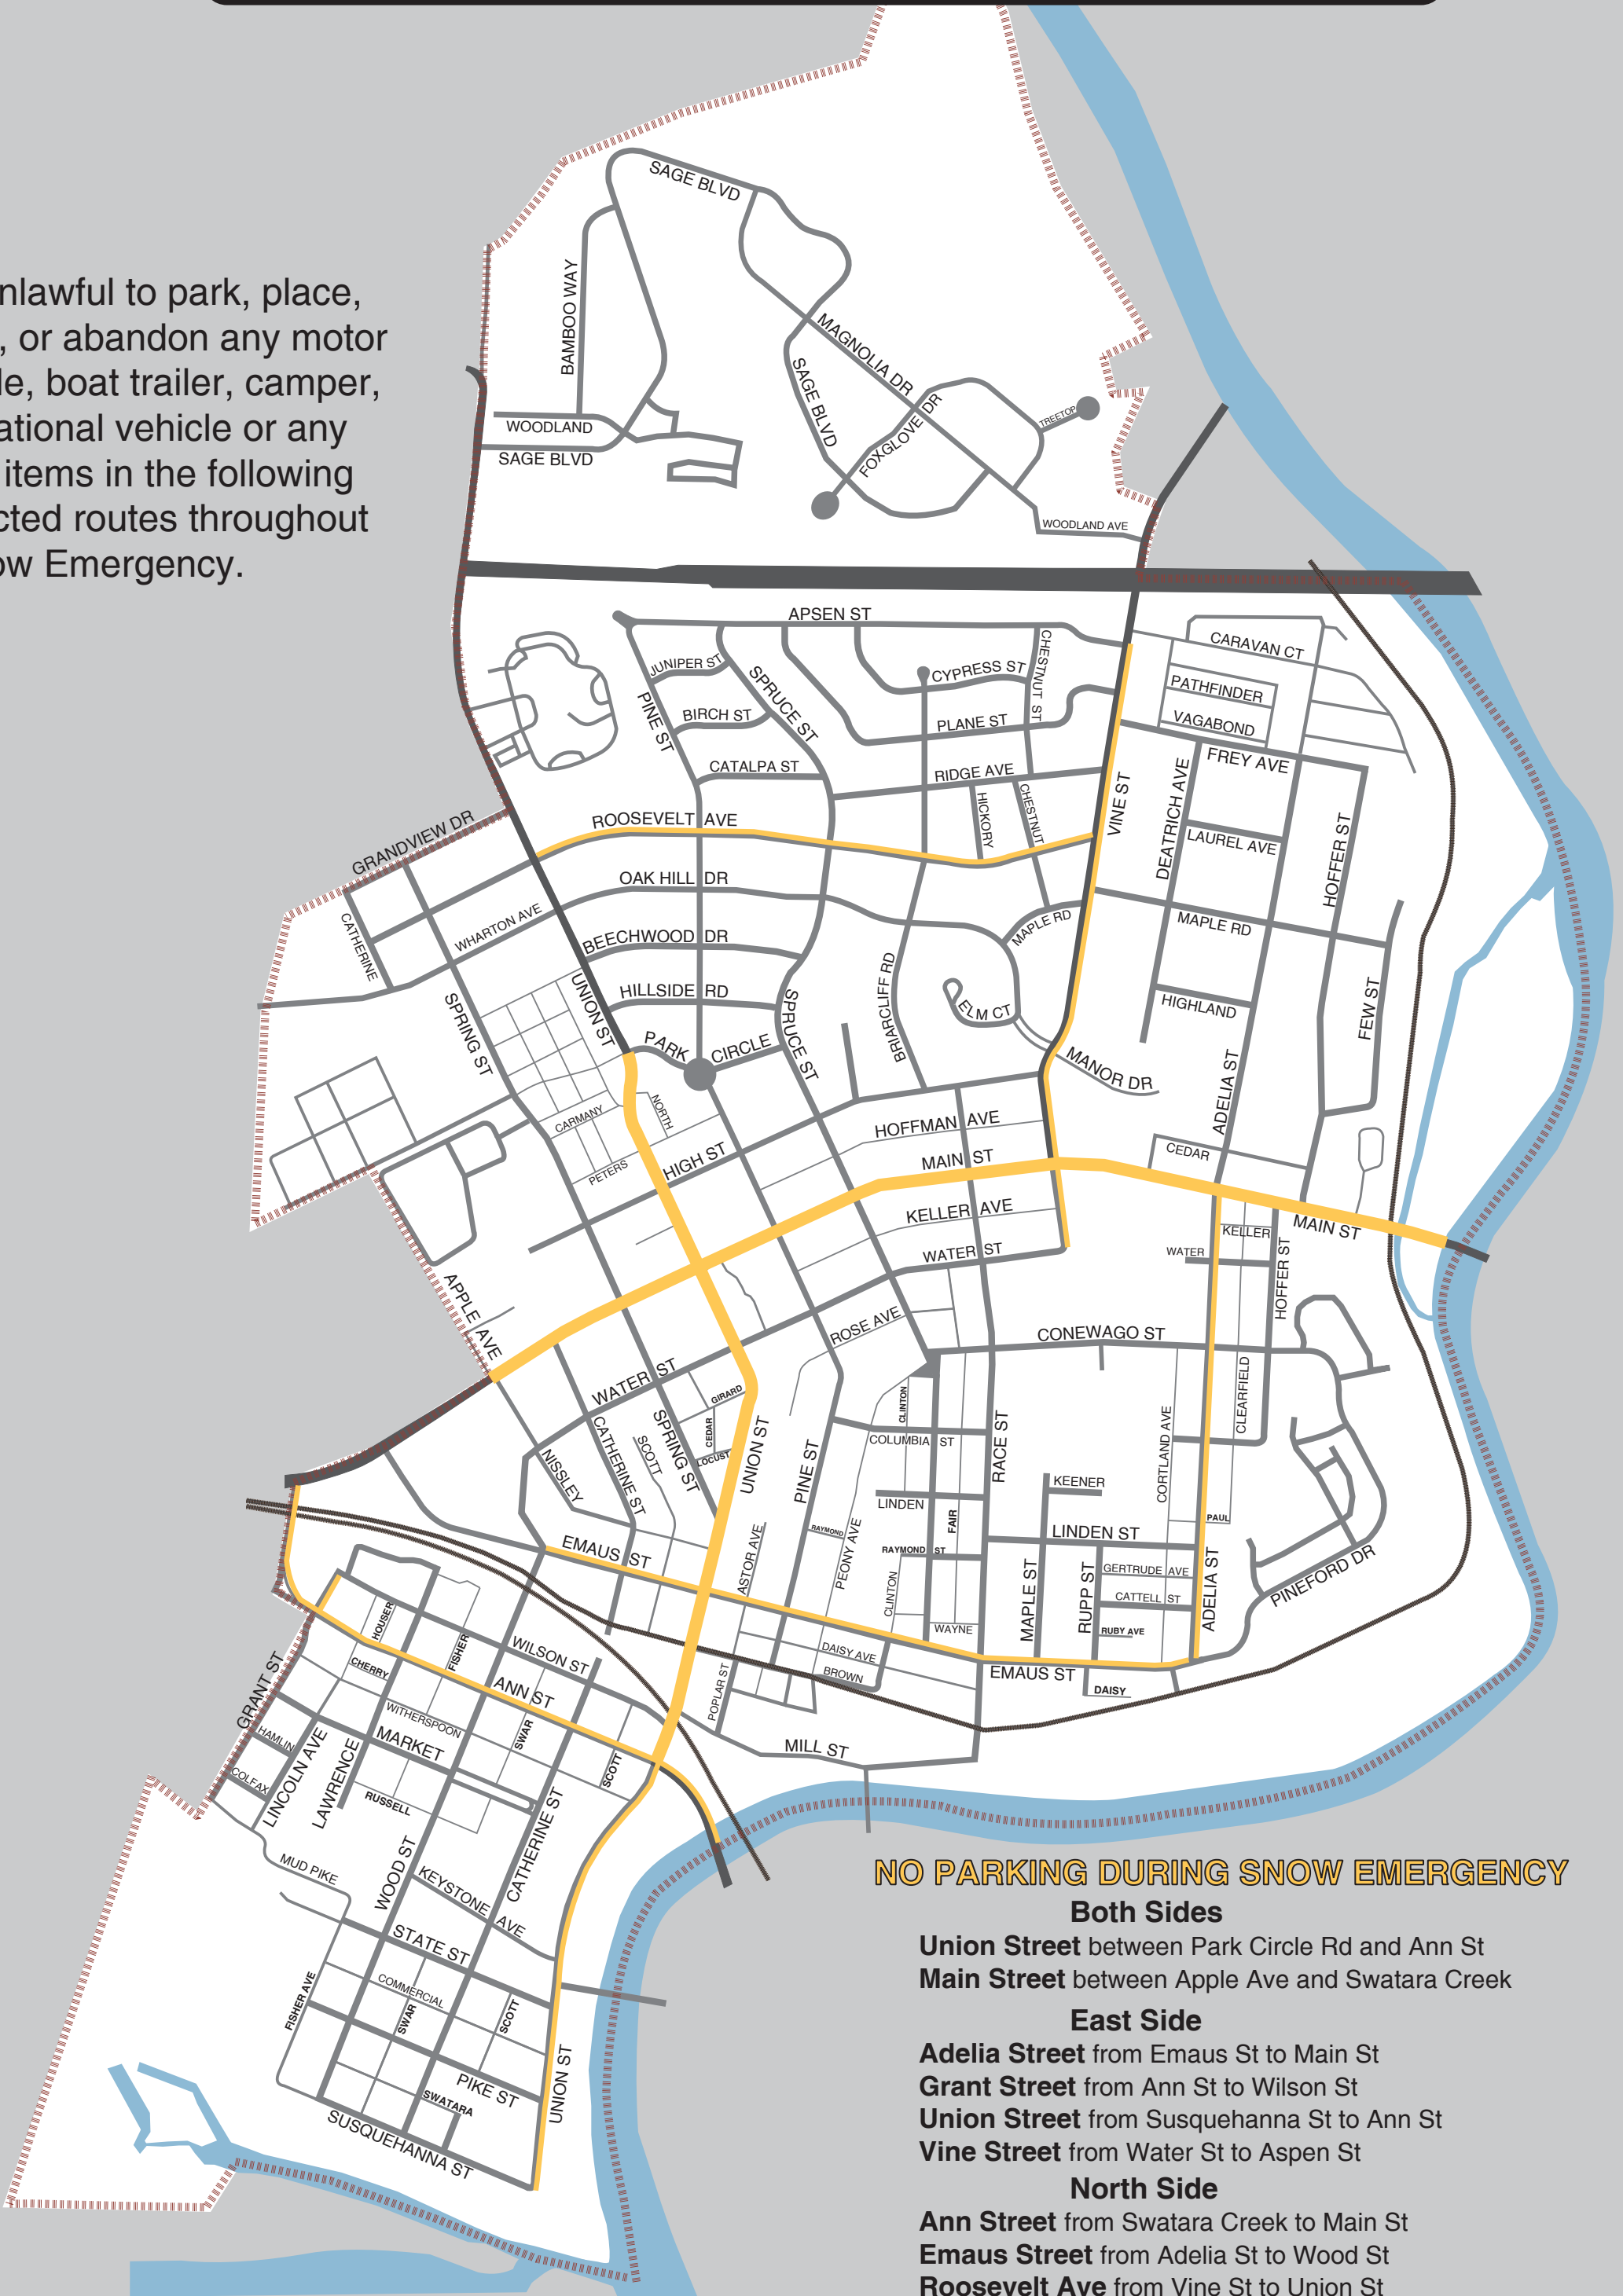 nlawful to park, place,
, or abandon any motor
le, boat trailer, camper,
ational vehicle or any
items in the following
cted routes throughout
ow Emergency.
SAGE BLVD
BAMBOO WAY
MAGNOLIA DR
SAGE BLVD
FOXGLOVE DR
TREETOP
WOODLAND
SAGE BLVD
WOODLAND AVE
APSEN ST
CARAVAN CT
JUNIPER ST
CYPRESS ST
CHESTNUT ST
SPRUCE ST
PATHFINDER
PINE ST
BIRCH ST
PLANE ST
VAGABOND
CATALPA ST
RIDGE AVE
FREY AVE
VINE ST
DEATRICH AVE
HICKORY
CHESTNUT
ROOSEVELT AVE
GRANDVIEW DR
LAUREL AVE
HOFFER ST
OAK HILL DR
CATHERINE
WHARTON AVE
MAPLE RD
MAPLE RD
BEECHWOOD DR
BRIARCLIFF RD
HILLSIDE RD
UNION ST
SPRING ST
SPRUCE ST
ELM CT
HIGHLAND
FEW ST
PARK CIRCLE
MANOR DR
ADELIA ST
CARMANY
NORTH
HOFFMAN AVE
PETERS
HIGH ST
MAIN ST
CEDAR
KELLER AVE
KELLER
MAIN ST
WATER ST
WATER
HOFFER ST
APPLE AVE
ROSE AVE
CONEWAGO ST
WATER ST
GIRARD
CEDAR
LOCUST
CLINTON
CLEARFIELD
CATHERINE ST
SCOTT
SPRING ST
UNION ST
COLUMBIA ST
RACE ST
CORTLAND AVE
NISSLEY
PINE ST
KEENER
LINDEN
FAIR
PAUL
RAYMOND
LINDEN ST
EMAUS ST
ASTOR AVE
PEONY AVE
RAYMOND ST
GERTRUDE AVE
PINEFORD DR
CLINTON
MAPLE ST
RUPP ST
CATTELL ST
ADELIA ST
HOUSER
WAYNE
RUBY AVE
FISHER
WILSON ST
DAISY AVE
BROWN
EMAUS ST
DAISY
CHERRY
GRANT ST
ANN ST
POPLAR ST
WITHERSPOON
SWAR
MARKET
HAMLIN
LINCOLN AVE
LAWRENCE
MILL ST
SCOTT
COLFAX
RUSSELL
CATHERINE ST
MUD PIKE
WOOD ST
KEYSTONE AVE
STATE ST
COMMERCIAL
FISHER AVE
SWAR
SCOTT
PIKE ST
UNION ST
SWATARA
SUSQUEHANNA ST
NO PARKING DURING SNOW EMERGENCY
Both Sides
Union Street between Park Circle Rd and Ann St
Main Street between Apple Ave and Swatara Creek
East Side
Adelia Street from Emaus St to Main St
Grant Street from Ann St to Wilson St
Union Street from Susquehanna St to Ann St
Vine Street from Water St to Aspen St
North Side
Ann Street from Swatara Creek to Main St
Emaus Street from Adelia St to Wood St
Roosevelt Ave from Vine St to Union St